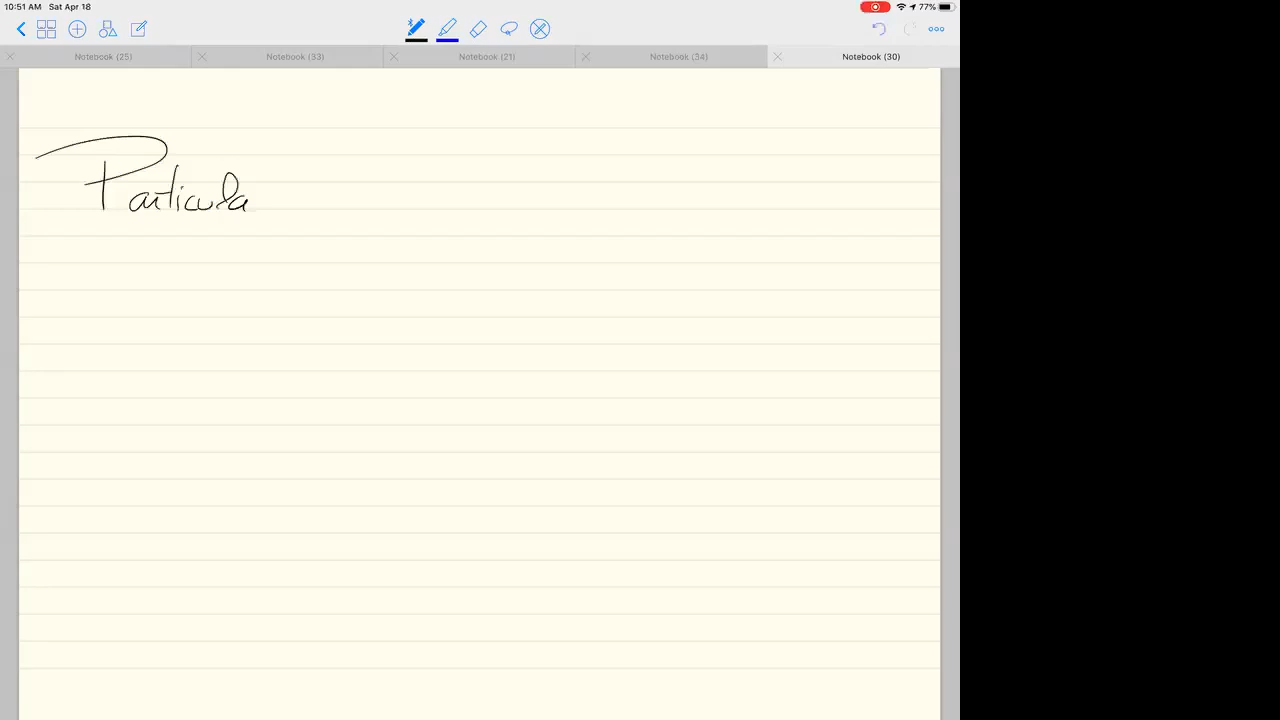 10:51 AM Sat Apr 18 77%
Notebook (25) Notebook (33) Notebook (21) Notebook (34) Notebook (30)
Particula